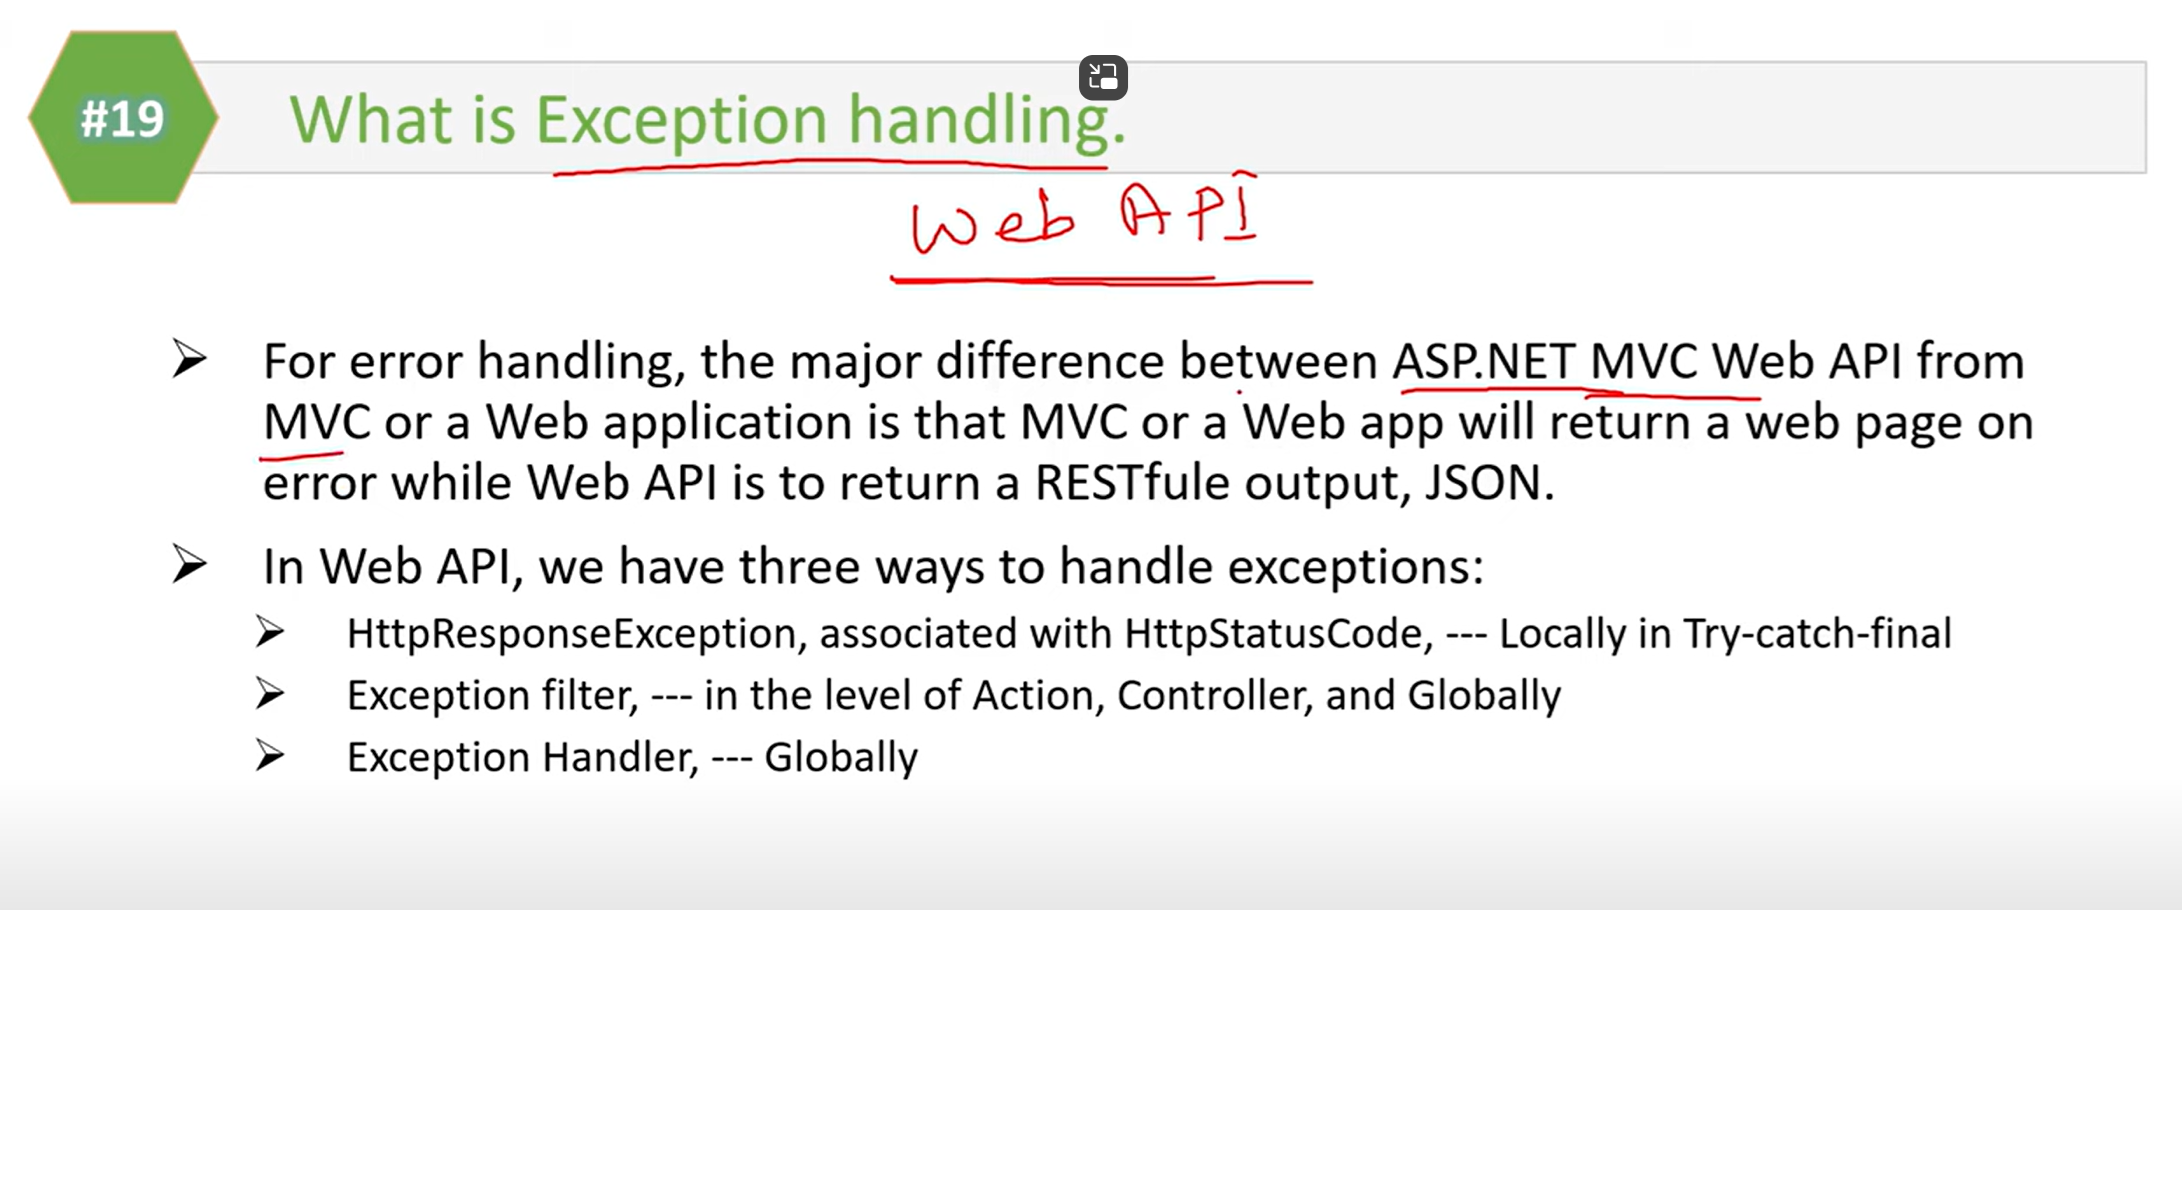 #19
What is Exception handling.
Web API
For error handling, the major difference between ASP.NET MVC Web API from
MVC or a Web application is that MVC or a Web app will return a web page on
error while Web API is to return a RESTfule output, JSON.
In Web API, we have three ways to handle exceptions:
HttpResponseException, associated with HttpStatusCode, --- Locally in Try-catch-final
Exception filter, --- in the level of Action, Controller, and Globally
Exception Handler, --- Globally